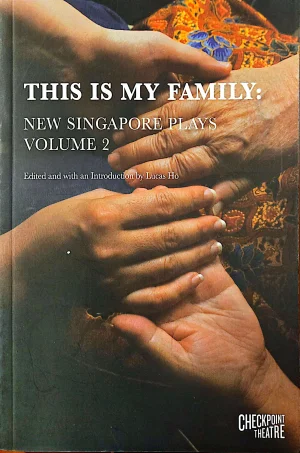 THIS IS MY FAMILY:
NEW SINGAPORE PLAYS
VOLUME 2
Edited and with an Introduction by Lucas Ho
CHECKPOINT
THEATRE